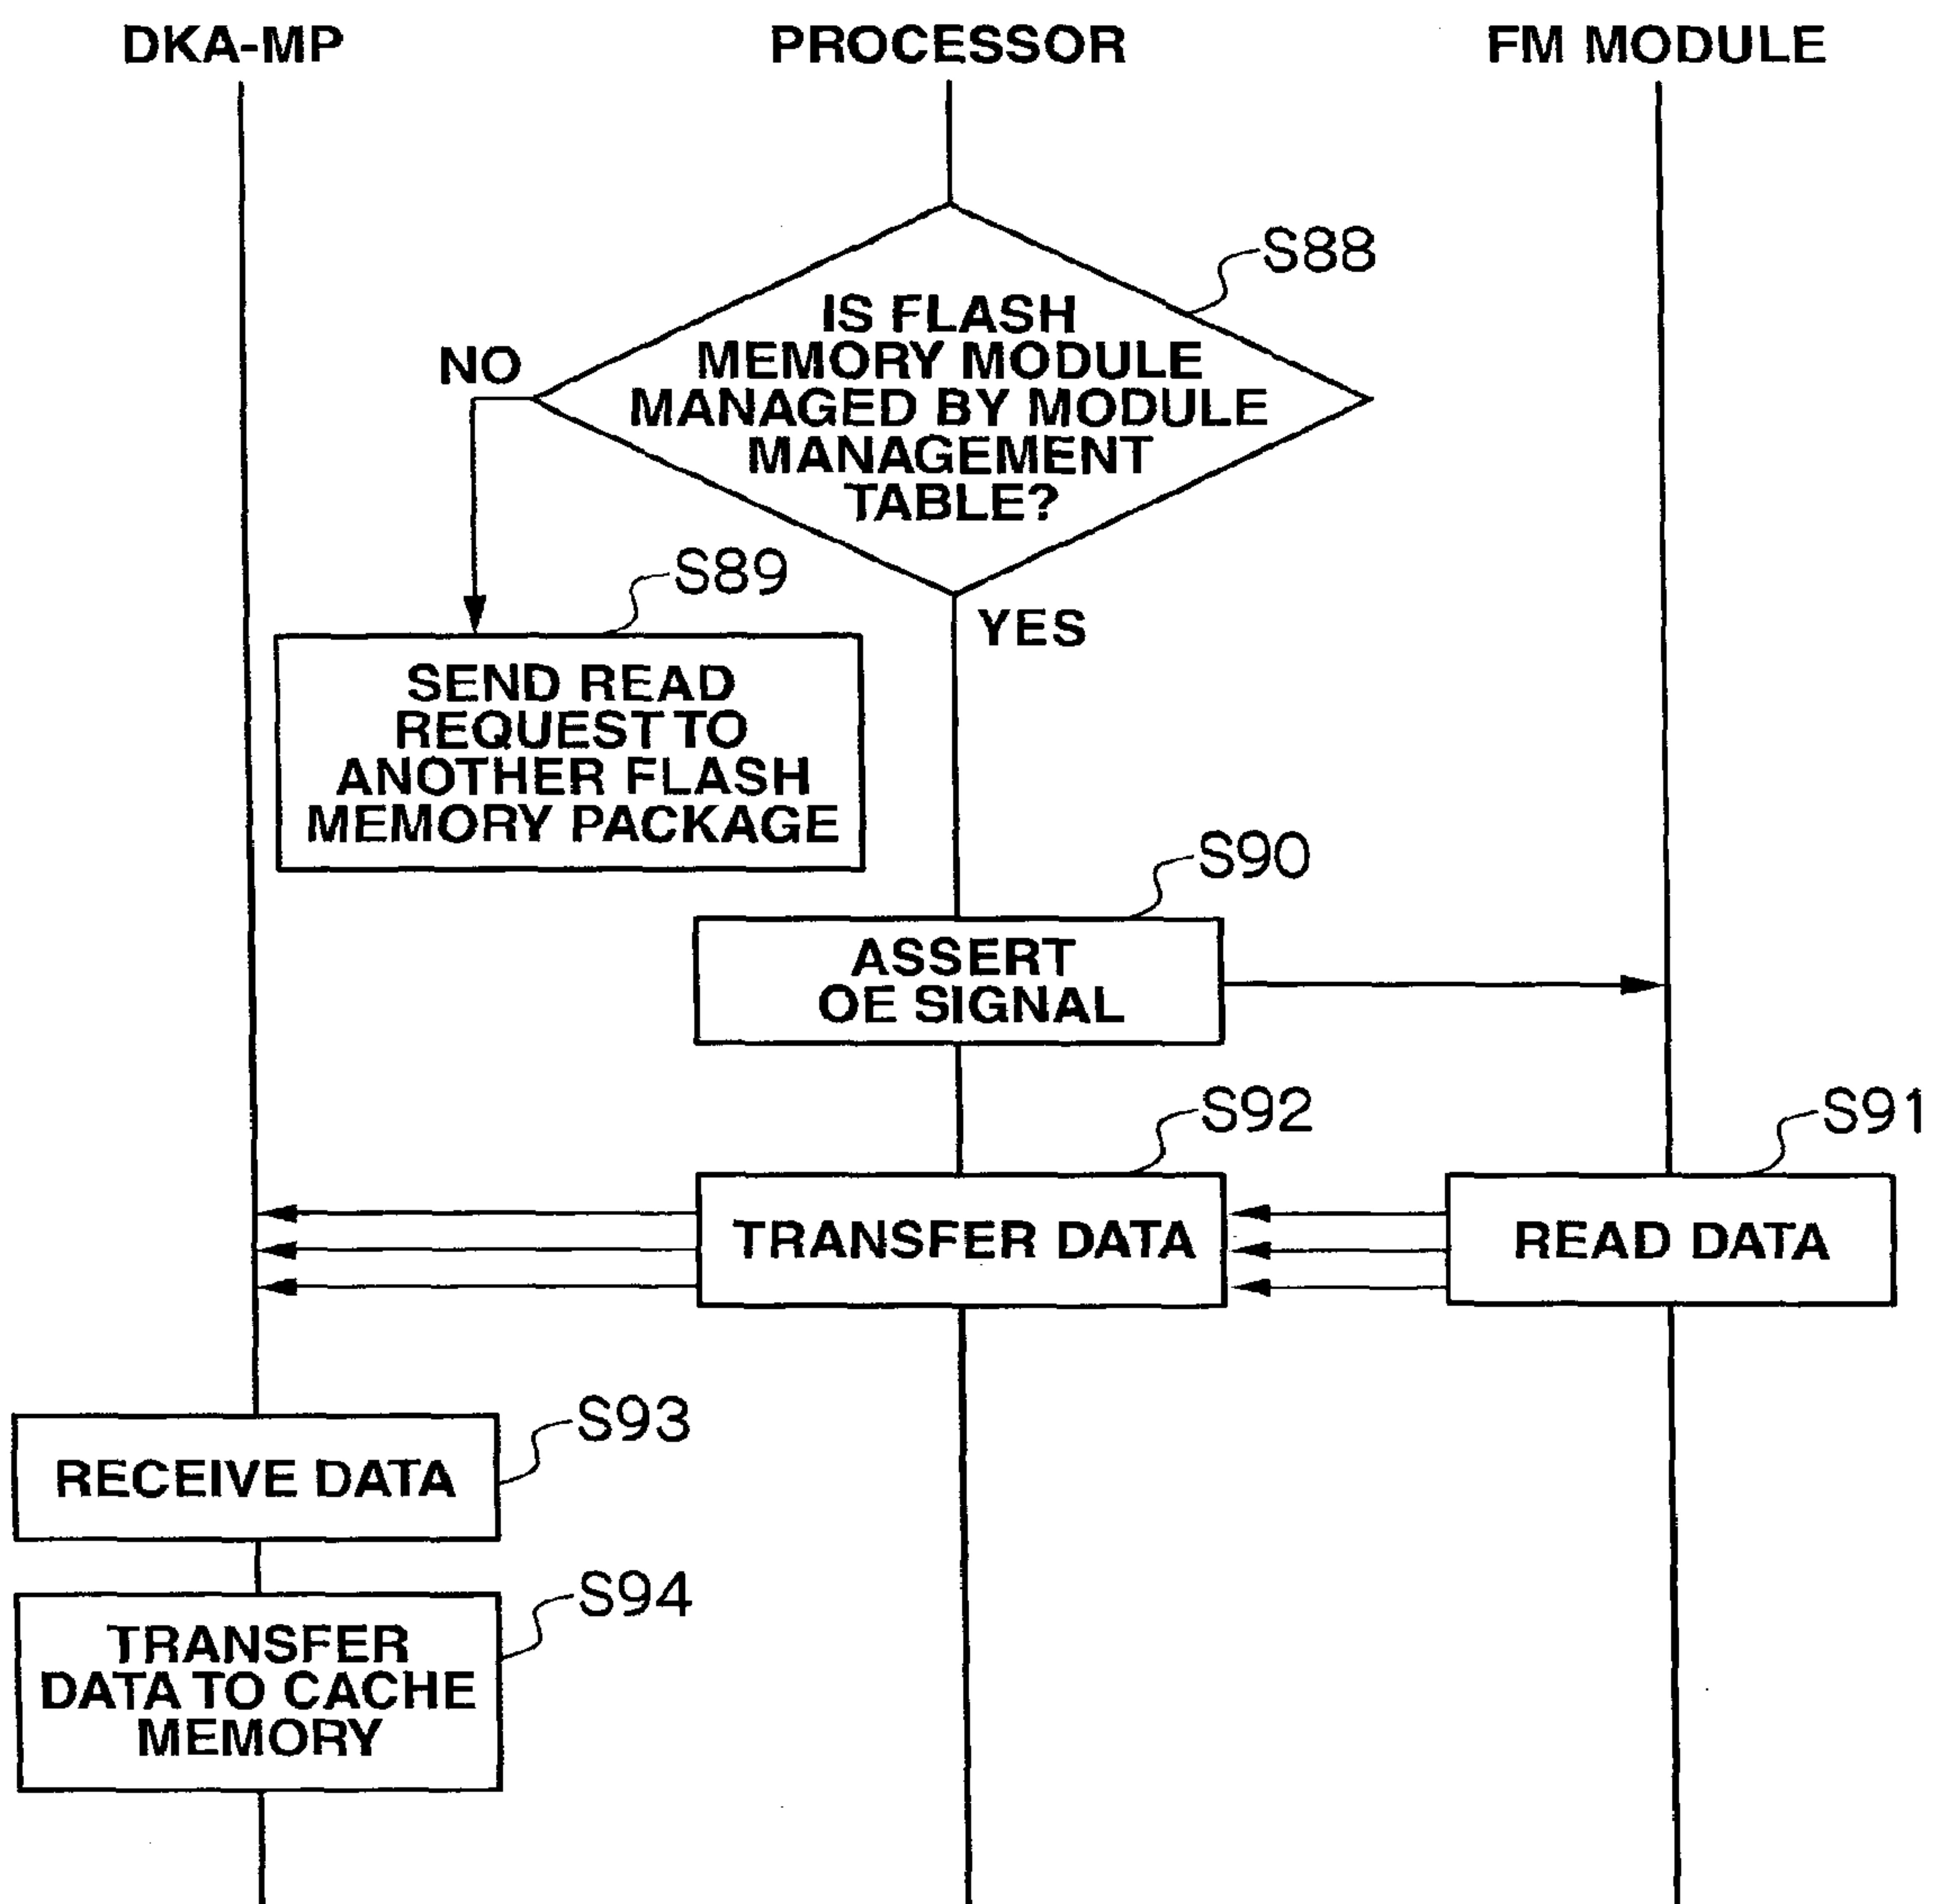 DKA-MP
PROCESSOR
FM MODULE
S88
IS FLASH
MEMORY MODULE
MANAGED BY MODULE
MANAGEMENT
TABLE?
NO
YES
S89
SEND READ
REQUEST TO
ANOTHER FLASH
MEMORY PACKAGE
S90
ASSERT
OE SIGNAL
S92
S91
TRANSFER DATA
READ DATA
S93
RECEIVE DATA
S94
TRANSFER
DATA TO CACHE
MEMORY